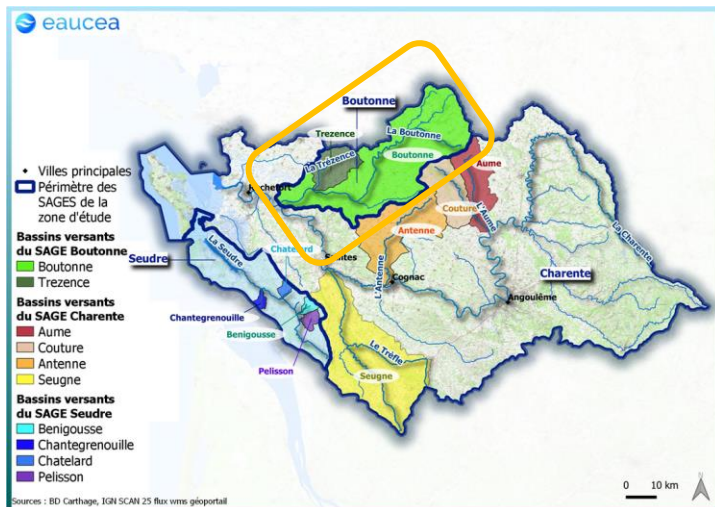 eaucea
Villes principales
Périmètre des
SAGES de la
zone d'étude
Bassins versants
du SAGE Boutonne
Boutonne
Trezence
Bassins versants
du SAGE Charente
Aume
Couture
Antenne
Seugne
Bassins versants
du SAGE Seudre
Benigousse
Chantegrenouille
Chatelard
Pelisson
Sources : BD Carthage, IGN SCAN 25 flux wms géoportail
Boutonne
Trezence
La Boutonne
La Trézence
Boutonne
Aume
L'Aume
Couture
Antenne
L'Antenne
Cognac
La Charente
Charente
Angoulême
Seudre
La Seudre
Chatelard
Chantegrenouille
Benigousse
Pelisson
Le Trèfle
Seugne
0 10 km
N